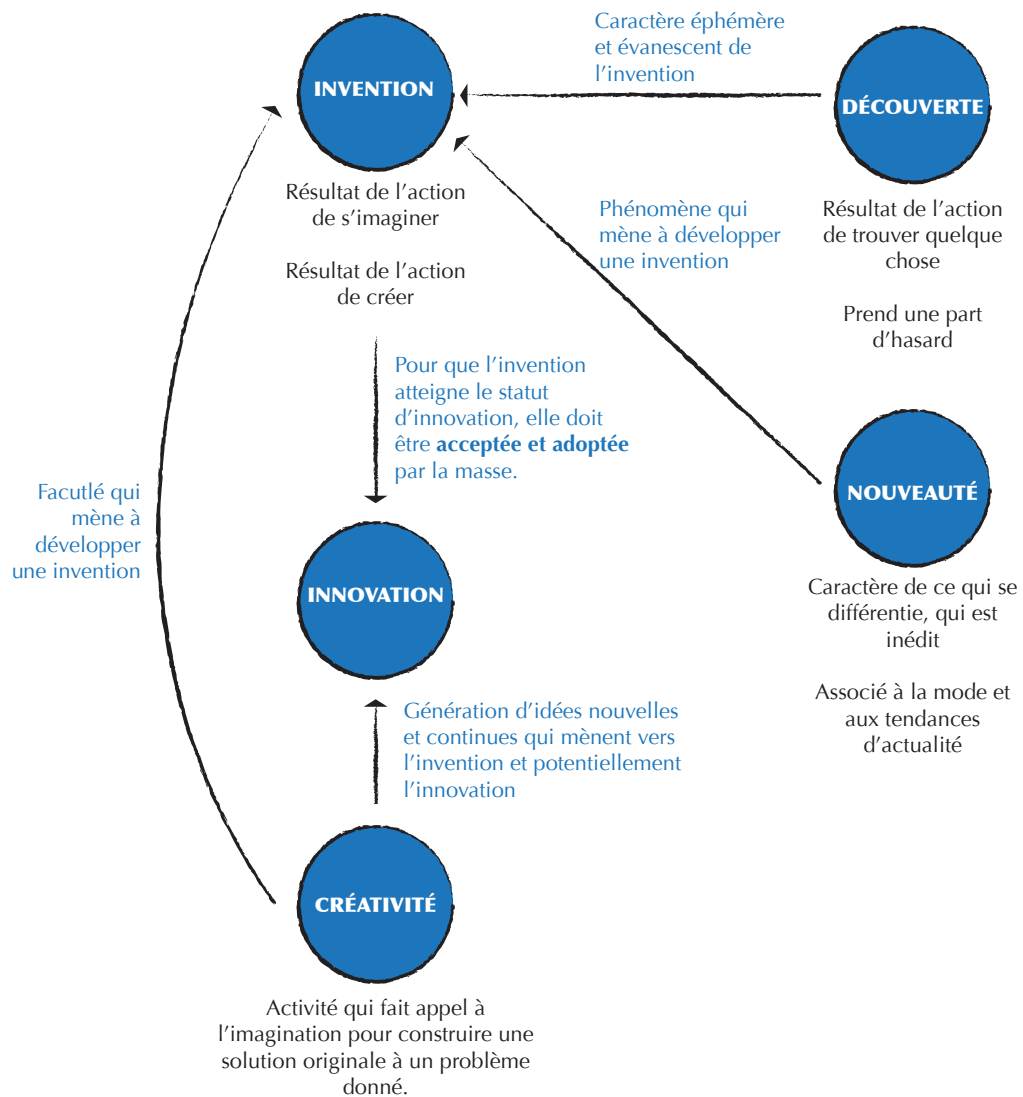 INVENTION
Résultat de l'action
de s'imaginer
Résultat de l'action
de créer
Caractère éphémère
et évanescent de
l'invention
DÉCOUVERTE
Résultat de l'action
de trouver quelque
chose
Prend une part
d'hasard
Phénomène qui
mène à développer
une invention
Pour que l'invention
atteigne le statut
d'innovation, elle doit
être acceptée et adoptée
par la masse.
NOUVEAUTÉ
Caractère de ce qui se
différentie, qui est
inédit
Associé à la mode et
aux tendances
d'actualité
Facutlé qui
mène à
développer
une invention
INNOVATION
Génération d'idées nouvelles
et continues qui mènent vers
l'invention et potentiellement
l'innovation
CRÉATIVITÉ
Activité qui fait appel à
l'imagination pour construire une
solution originale à un problème
donné.